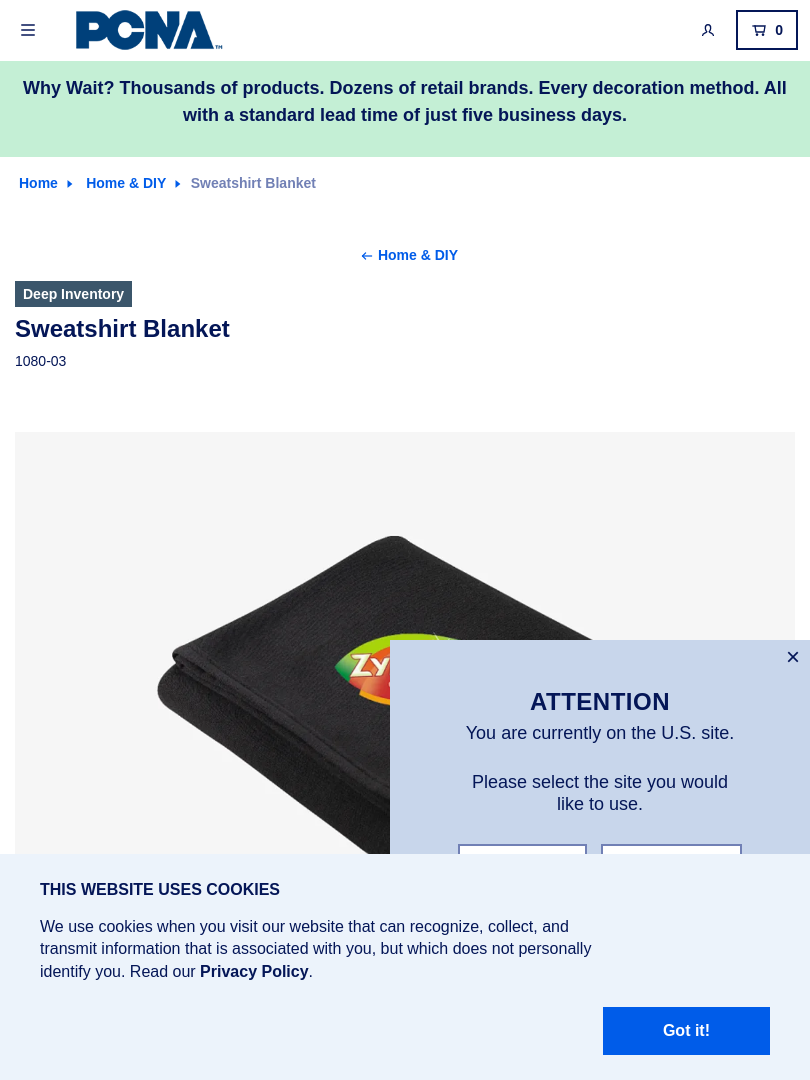 PCNA™
0
Why Wait? Thousands of products. Dozens of retail brands. Every decoration method. All
with a standard lead time of just five business days.
Home Home & DIY Sweatshirt Blanket
Home & DIY
Deep Inventory
Sweatshirt Blanket
1080-03
ATTENTION
You are currently on the U.S. site.
Please select the site you would
like to use.
THIS WEBSITE USES COOKIES
We use cookies when you visit our website that can recognize, collect, and
transmit information that is associated with you, but which does not personally
identify you. Read our Privacy Policy.
Got it!